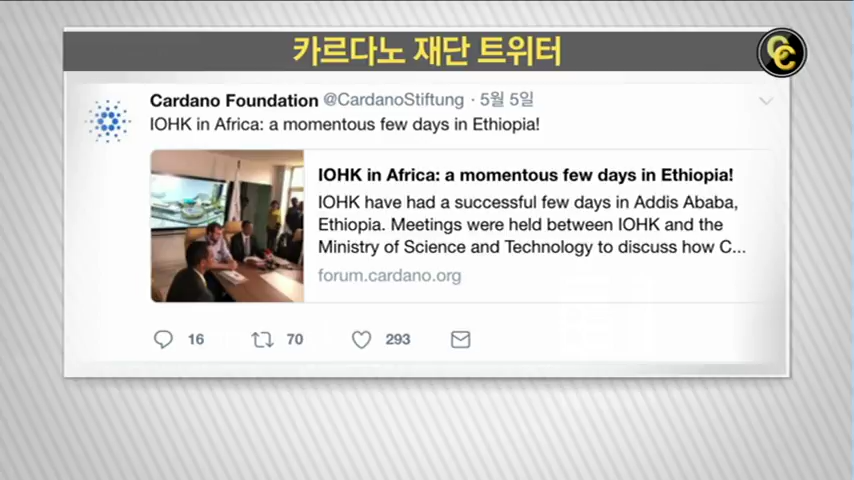 카르다노 재단 트위터
CC
Cardano Foundation @CardanoStiftung · 5월 5일
IOHK in Africa: a momentous few days in Ethiopia!
IOHK in Africa: a momentous few days in Ethiopia!
IOHK have had a successful few days in Addis Ababa,
Ethiopia. Meetings were held between IOHK and the
Ministry of Science and Technology to discuss how C...
forum.cardano.org
16 70 293